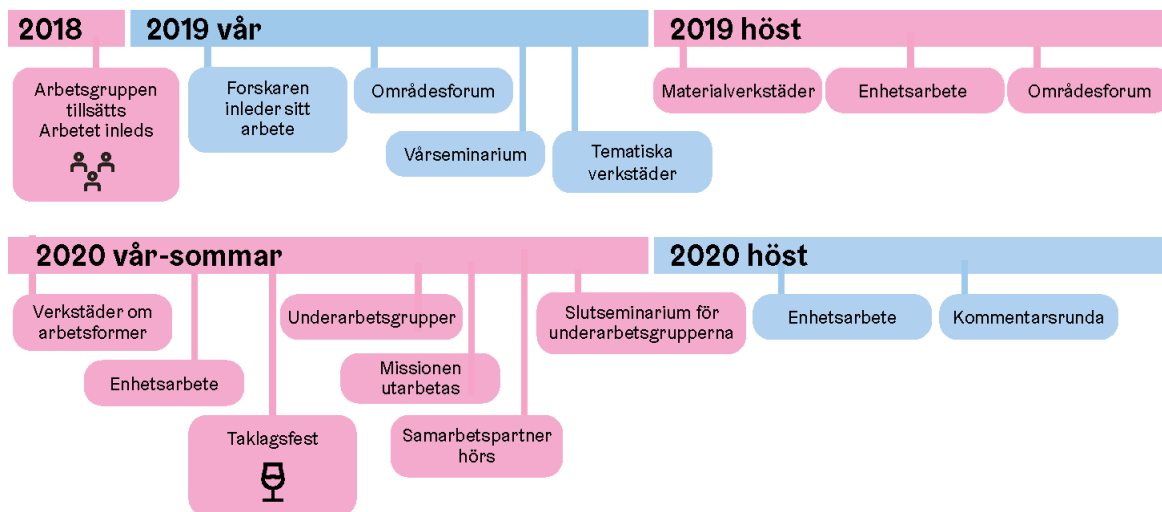 2018
Arbetsgruppen
tillsätts
Arbetet inleds
2019 vår
Forskaren
inleder sitt
arbete
Områdesforum
Vårseminarium
Tematiska
verkstäder
2019 höst
Materialverkstäder
Enhetsarbete
Områdesforum
2020 vår-sommar
Verkstäder om
arbetsformer
Enhetsarbete
Taklagsfest
Underarbetsgrupper
Missionen
utarbetas
Samarbetspartner
hörs
Slutseminarium för
underarbetsgrupperna
2020 höst
Enhetsarbete
Kommentarsrunda